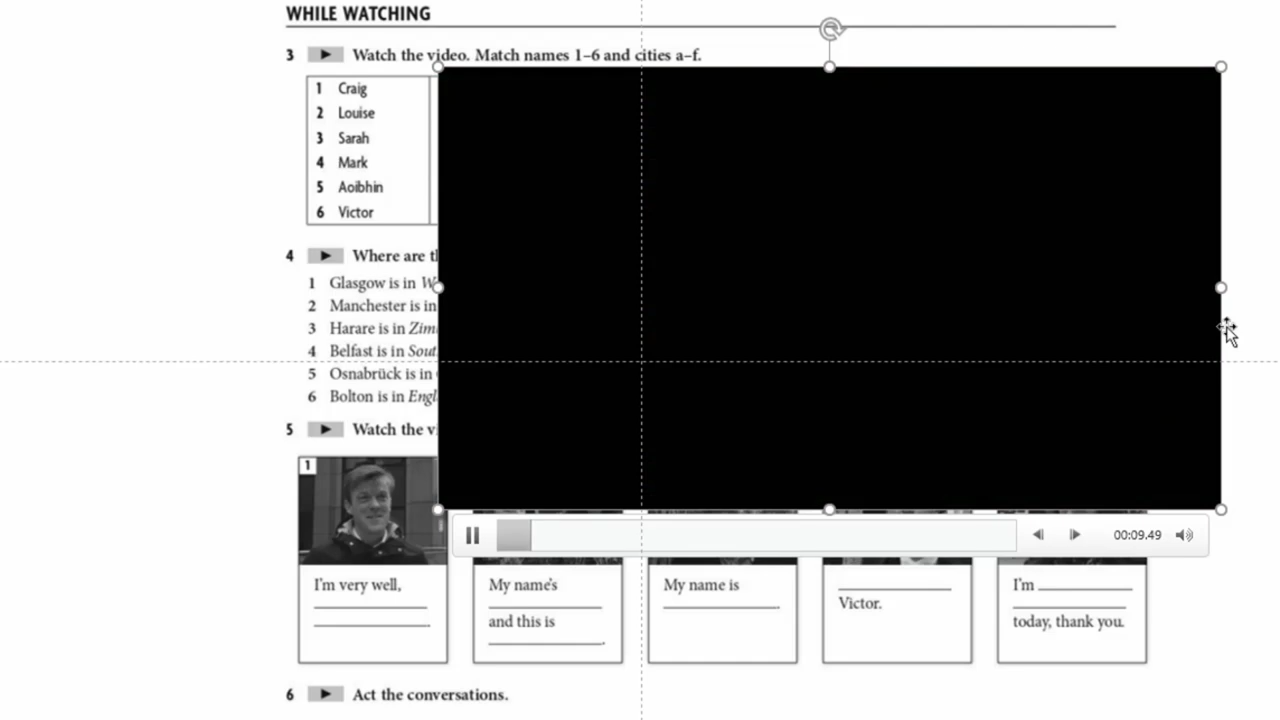 WHILE WATCHING
3 Watch the video. Match names 1–6 and cities a–f.
1 Craig
2 Louise
3 Sarah
4 Mark
5 Aoibhin
6 Victor
4 Where are
1 Glasgow is in
2 Manchester is in
3 Harare is in
4 Belfast is in
5 Osnabrück is in
6 Bolton is in
5 Watch the
1
00:09.49
I'm very well,
My name's
and this is
.
My name is
.
Victor.
I'm
today, thank you.
6 Act the conversations.